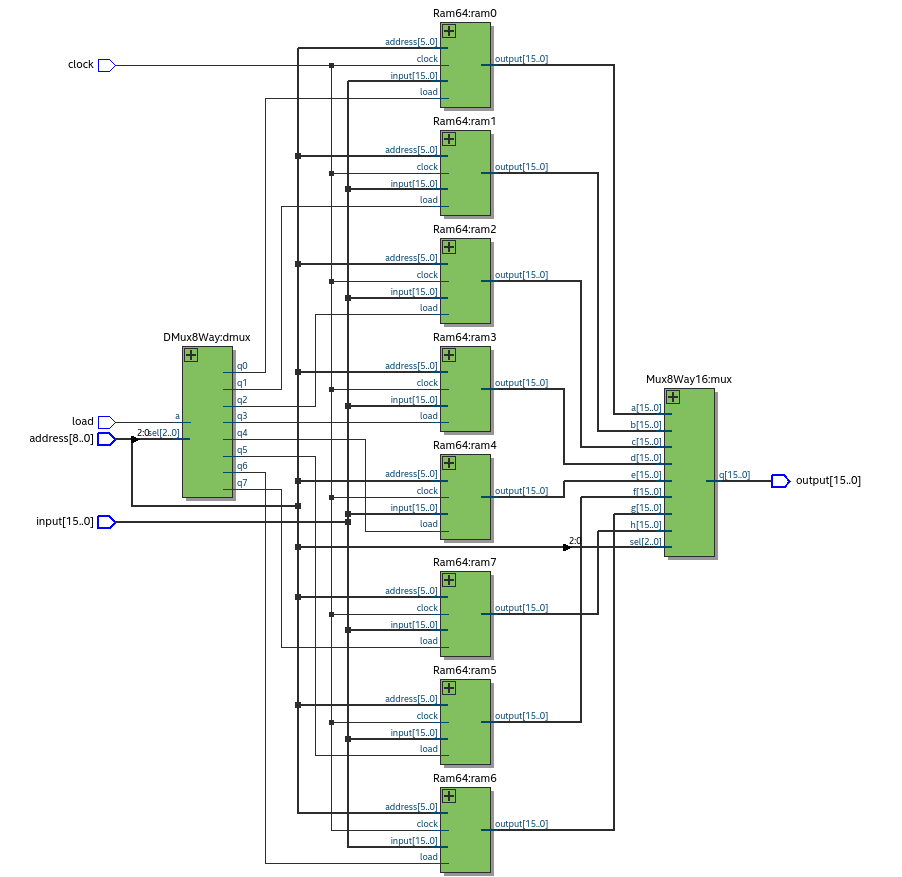 Ram64:ram0
address[5..0]
clock
input[15..0]
load
output[15..0]
clock
Ram64:ram1
address[5..0]
clock
input[15..0]
load
output[15..0]
Ram64:ram2
address[5..0]
clock
input[15..0]
load
output[15..0]
DMux8Way:dmux
a
sel[2..0]
2:0
q0
q1
q2
q3
q4
q5
q6
q7
load
address[8..0]
input[15..0]
Ram64:ram3
address[5..0]
clock
input[15..0]
load
output[15..0]
Ram64:ram4
address[5..0]
clock
input[15..0]
load
output[15..0]
Mux8Way16:mux
a[15..0]
b[15..0]
c[15..0]
d[15..0]
e[15..0]
f[15..0]
g[15..0]
h[15..0]
sel[2..0]
2:0
q[15..0]
output[15..0]
Ram64:ram7
address[5..0]
clock
input[15..0]
load
output[15..0]
Ram64:ram5
address[5..0]
clock
input[15..0]
load
output[15..0]
Ram64:ram6
address[5..0]
clock
input[15..0]
load
output[15..0]